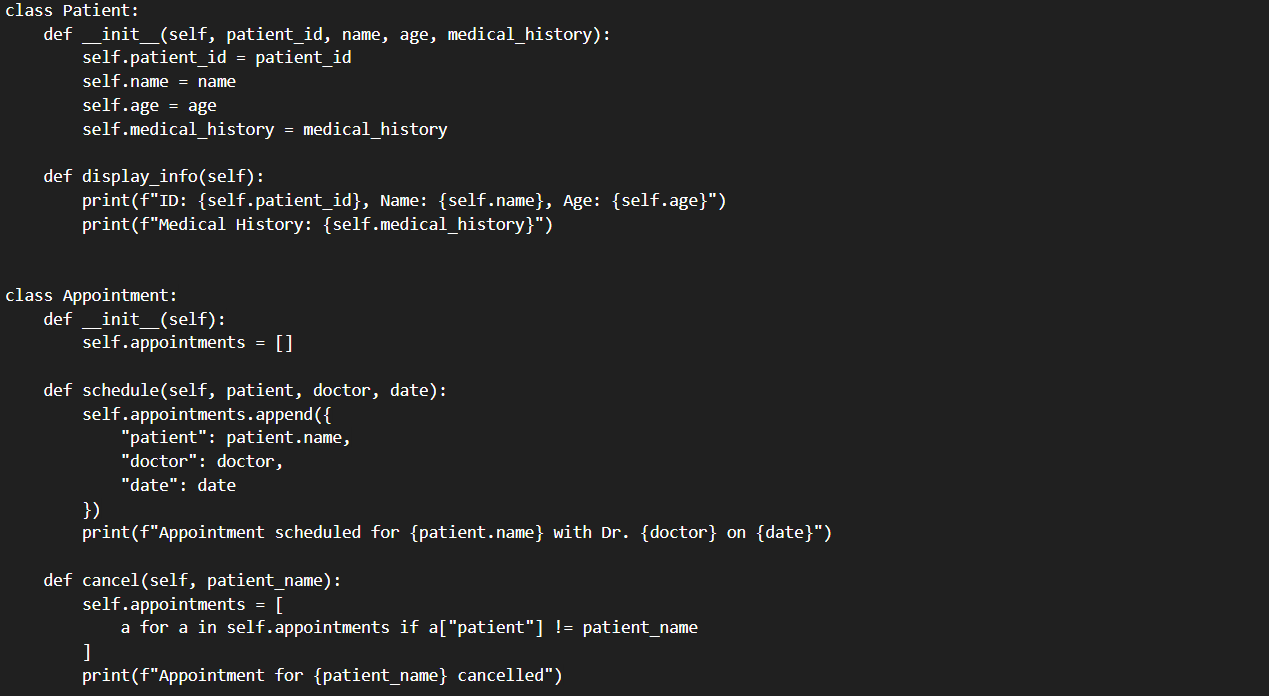 class Patient:
    def __init__(self, patient_id, name, age, medical_history):
        self.patient_id = patient_id
        self.name = name
        self.age = age
        self.medical_history = medical_history

    def display_info(self):
        print(f"ID: {self.patient_id}, Name: {self.name}, Age: {self.age}")
        print(f"Medical History: {self.medical_history}")


class Appointment:
    def __init__(self):
        self.appointments = []

    def schedule(self, patient, doctor, date):
        self.appointments.append({
            "patient": patient.name,
            "doctor": doctor,
            "date": date
        })
        print(f"Appointment scheduled for {patient.name} with Dr. {doctor} on {date}")

    def cancel(self, patient_name):
        self.appointments = [
            a for a in self.appointments if a["patient"] != patient_name
        ]
        print(f"Appointment for {patient_name} cancelled")